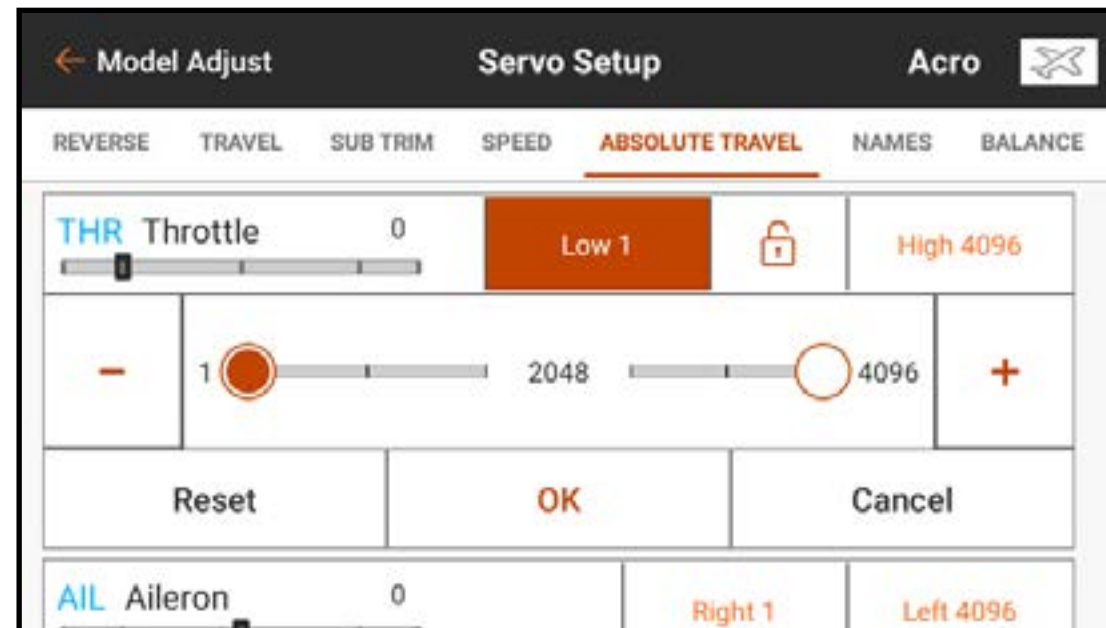 Model Adjust Servo Setup Acro
REVERSE TRAVEL SUB TRIM SPEED ABSOLUTE TRAVEL NAMES BALANCE
THR Throttle 0 Low 1 High 4096
- 1 2048 4096 +
Reset OK Cancel
AIL Aileron 0 Right 1 Left 4096